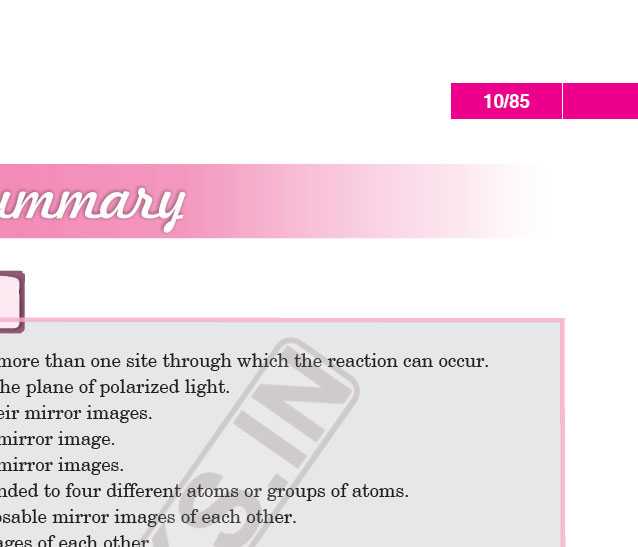 10/85
ummary
more than one site through which the reaction can occur.
he plane of polarized light.
eir mirror images.
mirror image.
mirror images.
nded to four different atoms or groups of atoms.
osable mirror images of each other.
ages of each other
KS.IN